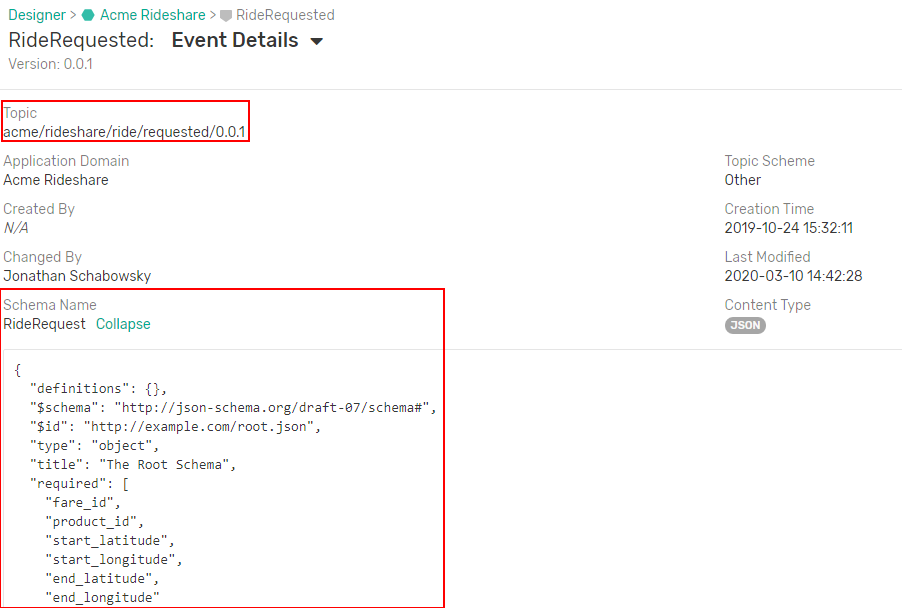 Designer > Acme Rideshare > RideRequested
RideRequested: Event Details
Version: 0.0.1
Topic
acme/rideshare/ride/requested/0.0.1
Application Domain
Acme Rideshare
Topic Scheme
Other
Created By
N/A
Creation Time
2019-10-24 15:32:11
Changed By
Jonathan Schabowsky
Last Modified
2020-03-10 14:42:28
Schema Name
RideRequest Collapse
Content Type
JSON
{
"definitions": {},
"$schema": "http://json-schema.org/draft-07/schema#",
"$id": "http://example.com/root.json",
"type": "object",
"title": "The Root Schema",
"required": [
"fare_id",
"product_id",
"start_latitude",
"start_longitude",
"end_latitude",
"end_longitude"